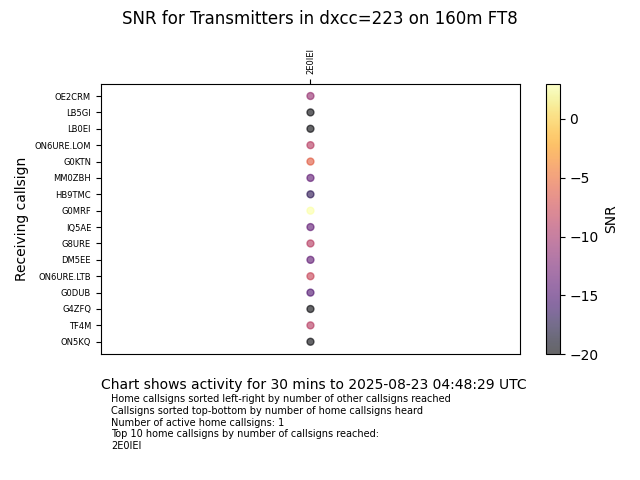 SNR for Transmitters in dxcc=223 on 160m FT8
2E0IEI
OE2CRM
LB5GI
LB0EI
ON6URE.LOM
G0KTN
MM0ZBH
HB9TMC
G0MRF
IQ5AE
G8URE
DM5EE
ON6URE.LTB
G0DUB
G4ZFQ
TF4M
ON5KQ
Receiving callsign
0
−5
−10
−15
−20
SNR
Chart shows activity for 30 mins to 2025-08-23 04:48:29 UTC
Home callsigns sorted left-right by number of other callsigns reached
Callsigns sorted top-bottom by number of home callsigns heard
Number of active home callsigns: 1
Top 10 home callsigns by number of callsigns reached:
2E0IEI